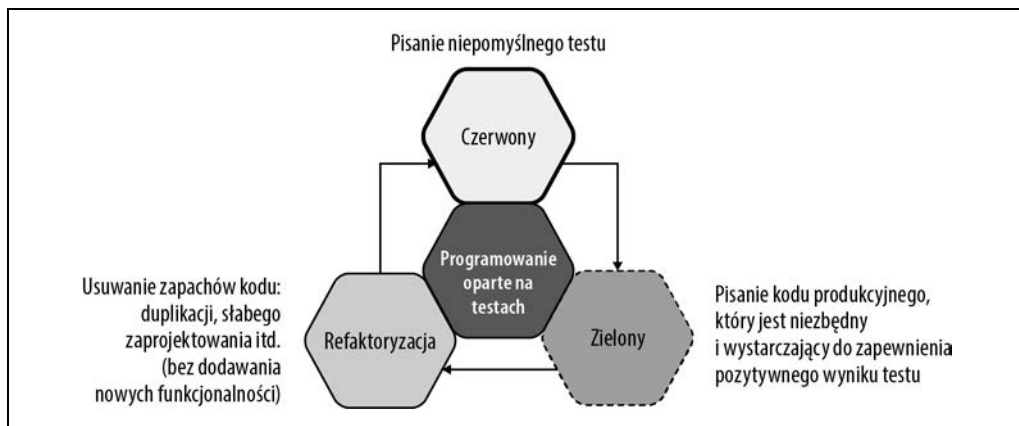 Pisanie niepomyślnego testu
Czerwony
Programowanie
oparte na
testach
Usuwanie zapachów kodu:
duplikacji, słabego
zaprojektowania itd.
(bez dodawania
nowych funkcjonalności)
Refaktoryzacja
Zielony
Pisanie kodu produkcyjnego,
który jest niezbędny
i wystarczający do zapewnienia
pozytywnego wyniku testu